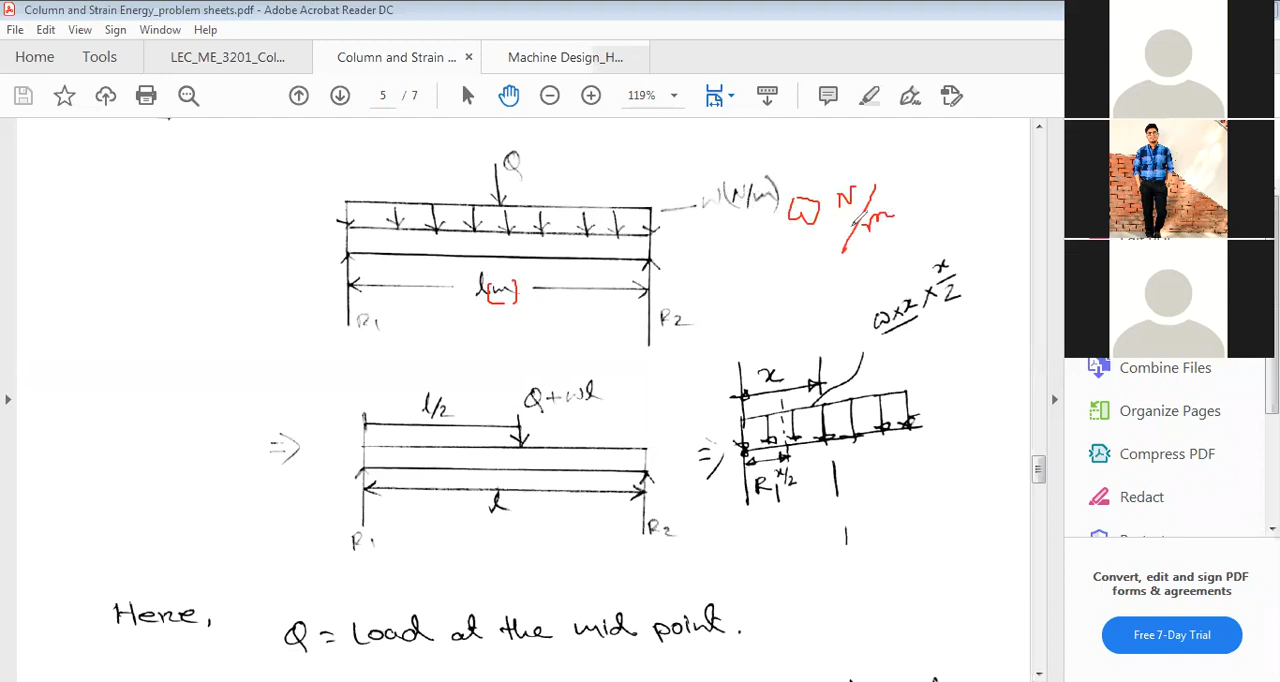 Column and Strain Energy_problem sheets.pdf - Adobe Acrobat Reader DC
File Edit View Sign Window Help
Home Tools LEC_ME_3201_Col... Column and Strain ... × Machine Design_H...
5 / 7 119%
Q
w(N/m) ω N/m
l(m)
R1 R2
ω×x × x/2
x
l/2 Q+wl
⇒ ⇒
R1 x/2
l
R1 R2
Here,
Q = Load at the mid point.
Combine Files
Organize Pages
Compress PDF
Redact
Convert, edit and sign PDF
forms & agreements
Free 7-Day Trial